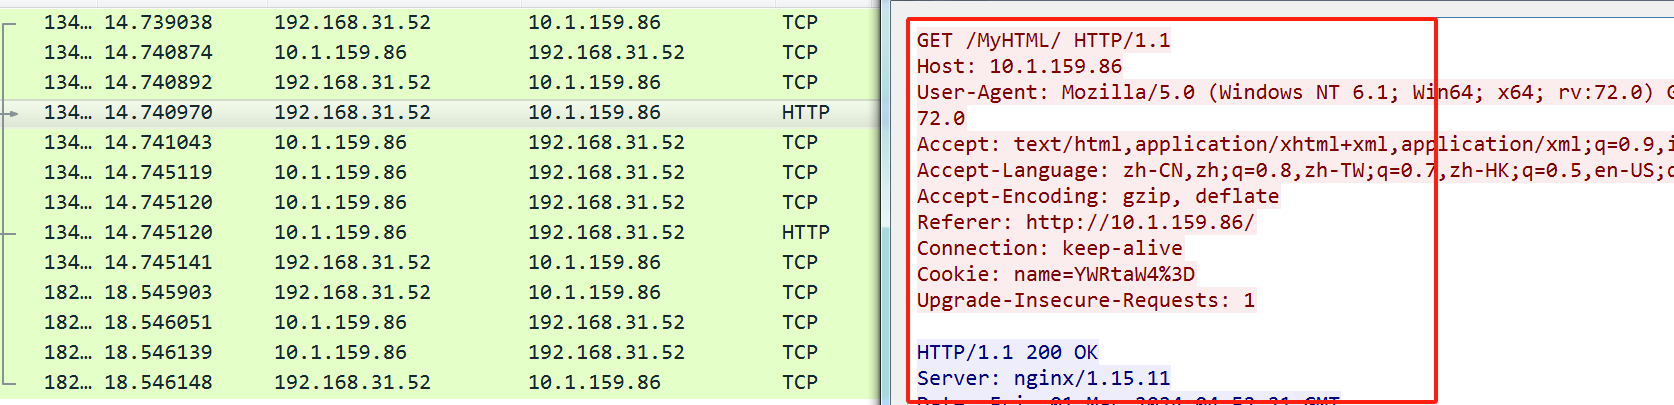 134… 14.739038 192.168.31.52 10.1.159.86 TCP
134… 14.740874 10.1.159.86 192.168.31.52 TCP
134… 14.740892 192.168.31.52 10.1.159.86 TCP
134… 14.740970 192.168.31.52 10.1.159.86 HTTP
134… 14.741043 10.1.159.86 192.168.31.52 TCP
134… 14.745119 10.1.159.86 192.168.31.52 TCP
134… 14.745120 10.1.159.86 192.168.31.52 TCP
134… 14.745120 10.1.159.86 192.168.31.52 HTTP
134… 14.745141 192.168.31.52 10.1.159.86 TCP
182… 18.545903 192.168.31.52 10.1.159.86 TCP
182… 18.546051 10.1.159.86 192.168.31.52 TCP
182… 18.546139 10.1.159.86 192.168.31.52 TCP
182… 18.546148 192.168.31.52 10.1.159.86 TCP
GET /MyHTML/ HTTP/1.1
Host: 10.1.159.86
User-Agent: Mozilla/5.0 (Windows NT 6.1; Win64; x64; rv:72.0) G
72.0
Accept: text/html,application/xhtml+xml,application/xml;q=0.9,i
Accept-Language: zh-CN,zh;q=0.8,zh-TW;q=0.7,zh-HK;q=0.5,en-US;q
Accept-Encoding: gzip, deflate
Referer: http://10.1.159.86/
Connection: keep-alive
Cookie: name=YWRtaW4%3D
Upgrade-Insecure-Requests: 1
HTTP/1.1 200 OK
Server: nginx/1.15.11